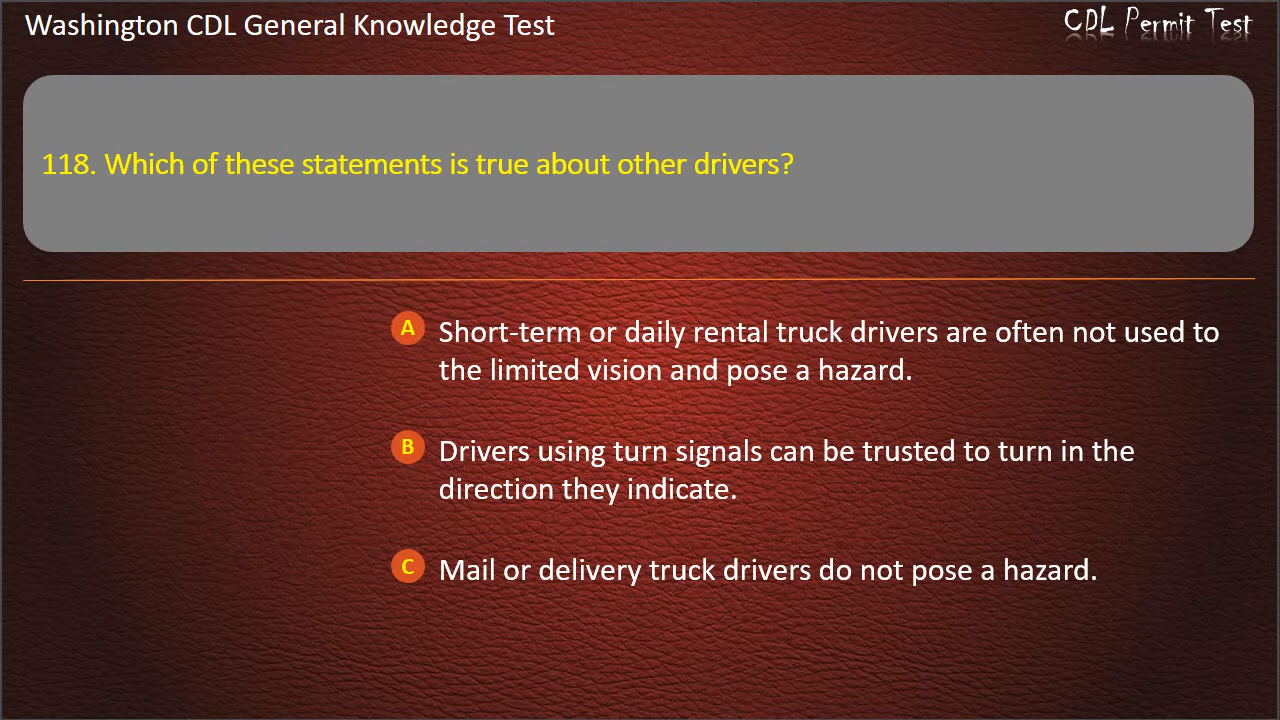 Washington CDL General Knowledge Test
CDL Permit Test
118. Which of these statements is true about other drivers?
A Short-term or daily rental truck drivers are often not used to
the limited vision and pose a hazard.
B Drivers using turn signals can be trusted to turn in the
direction they indicate.
C Mail or delivery truck drivers do not pose a hazard.